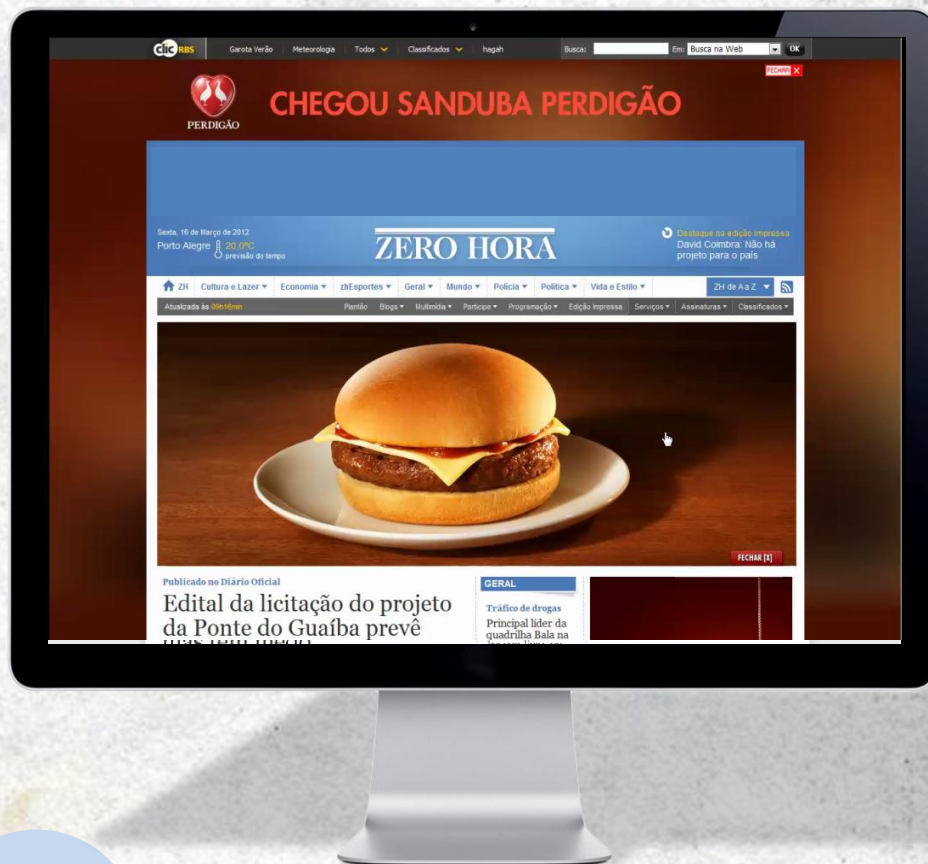 clic RBS
Garota Verão Meteorologia Todos Classificados hagah Busca: Em: Busca na Web OK
FECHAR X
PERDIGÃO
CHEGOU SANDUBA PERDIGÃO
Sexta, 16 de Março de 2012
Porto Alegre 20.0ºC
previsão do tempo
ZERO HORA
Destaque na edição impressa
David Coimbra: Não há
projeto para o país
ZH Cultura e Lazer Economia zhEsportes Geral Mundo Polícia Política Vida e Estilo ZH de A a Z
Atualizada às 09h16min Plantão Blogs Multimídia Participe Programação Edição Impressa Serviços Assinaturas Classificados
FECHAR [X]
Publicado no Diário Oficial
Edital da licitação do projeto
da Ponte do Guaíba prevê
GERAL
Tráfico de drogas
Principal líder da
quadrilha Bala na